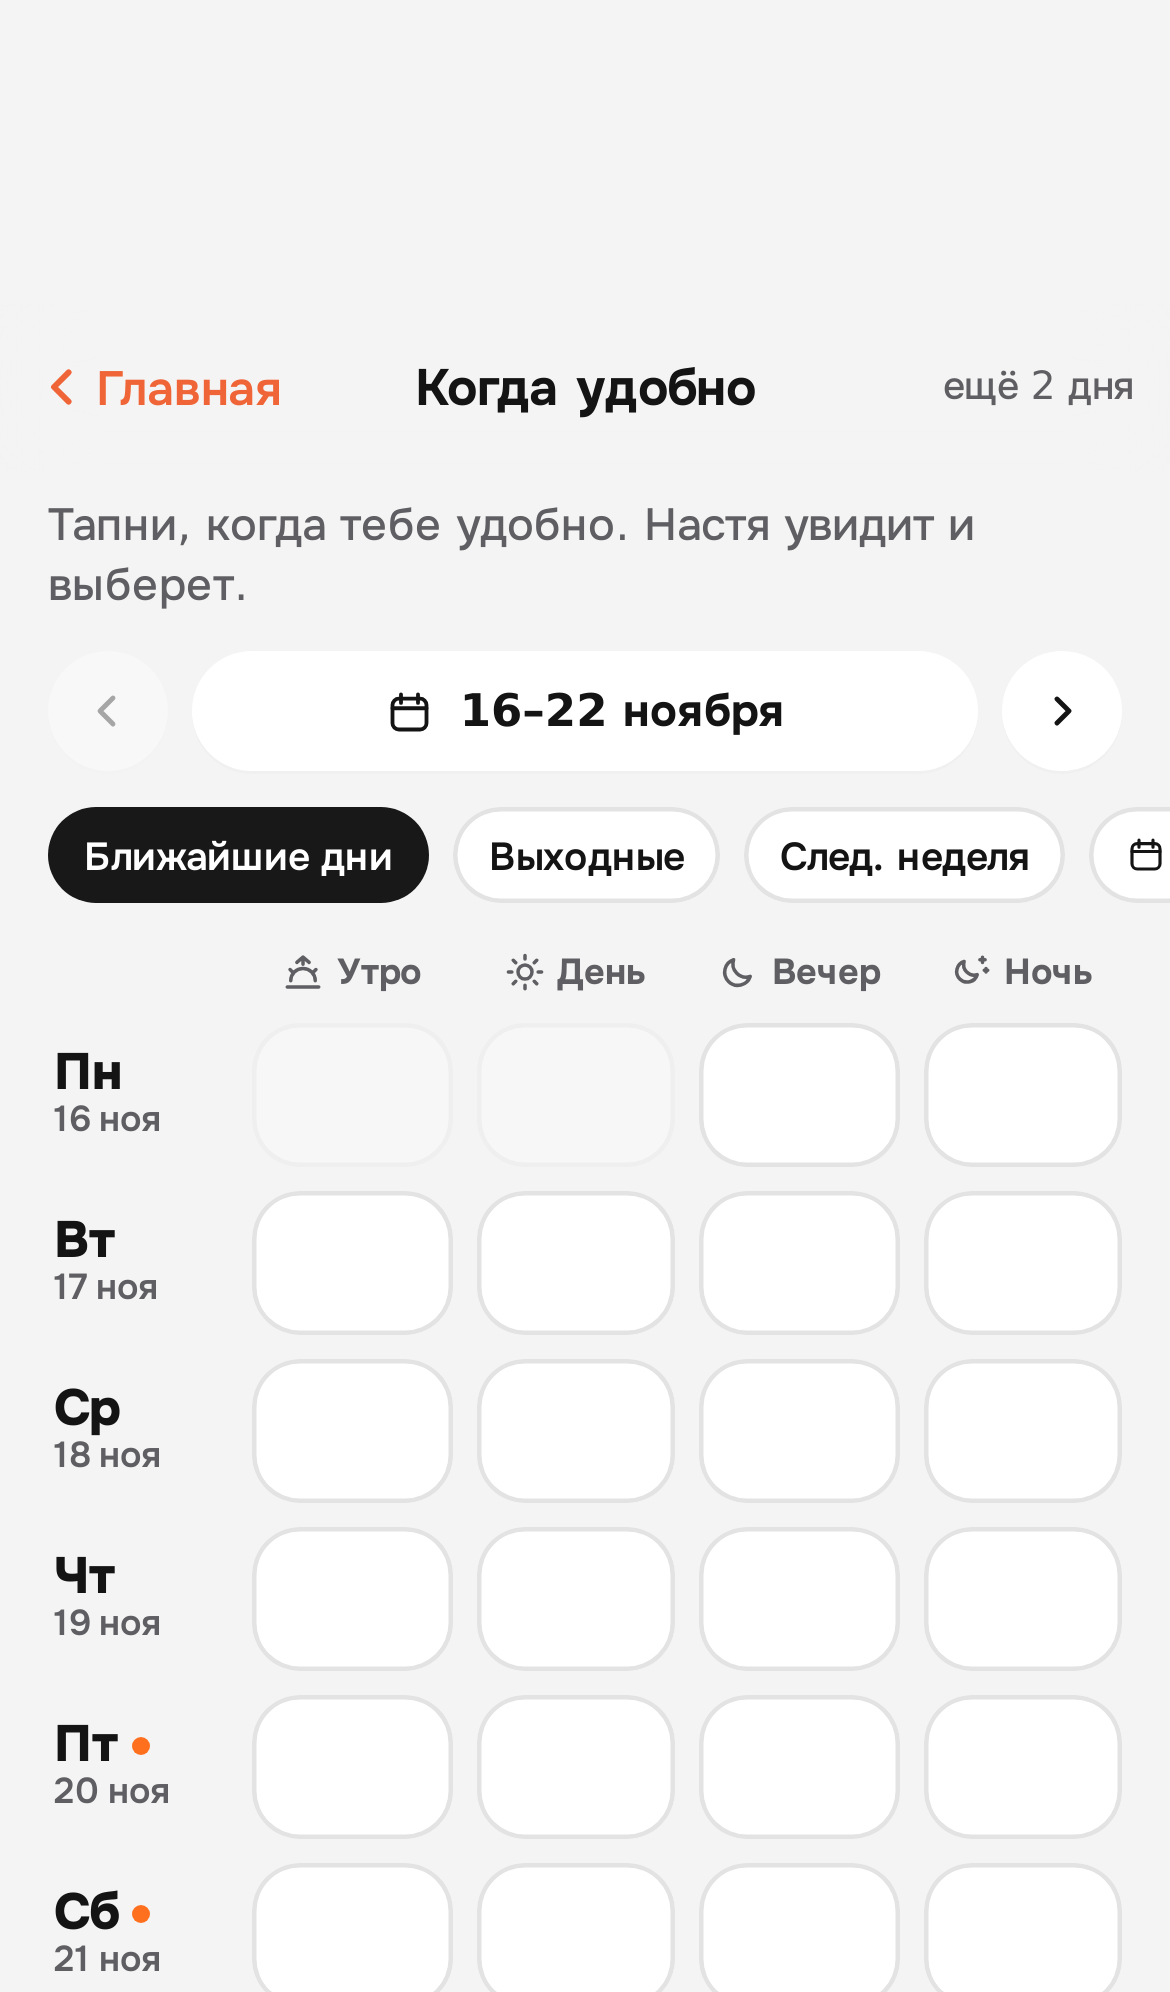 Главная
Когда удобно
ещё 2 дня
Тапни, когда тебе удобно. Настя увидит и
выберет.
16–22 ноября
Ближайшие дни
Выходные
След. неделя
Утро
День
Вечер
Ночь
Пн
16 ноя
Вт
17 ноя
Ср
18 ноя
Чт
19 ноя
Пт
20 ноя
Сб
21 ноя